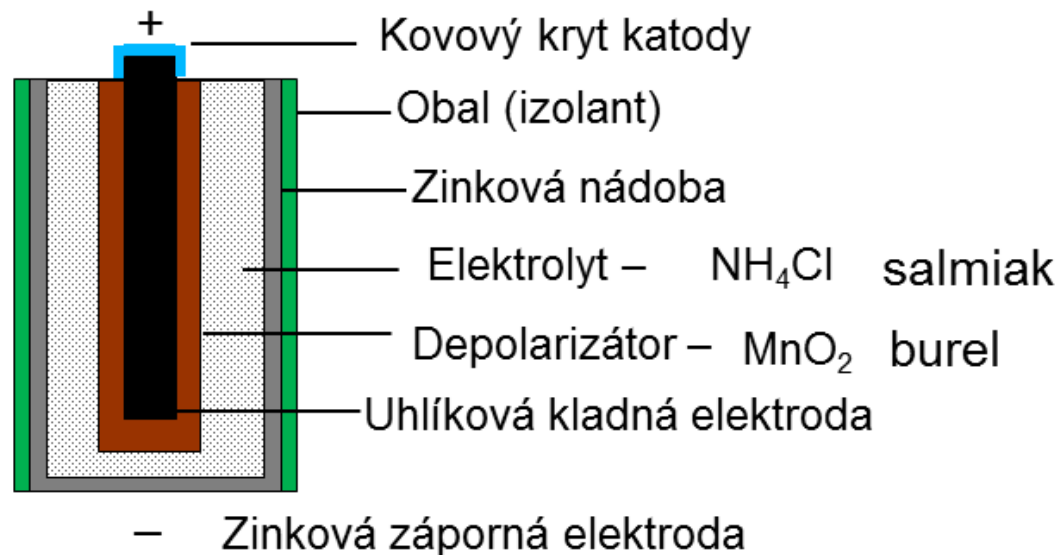 +
Kovový kryt katody
Obal (izolant)
Zinková nádoba
Elektrolyt – NH₄Cl salmiak
Depolarizátor – MnO₂ burel
Uhlíková kladná elektroda
– Zinková záporná elektroda